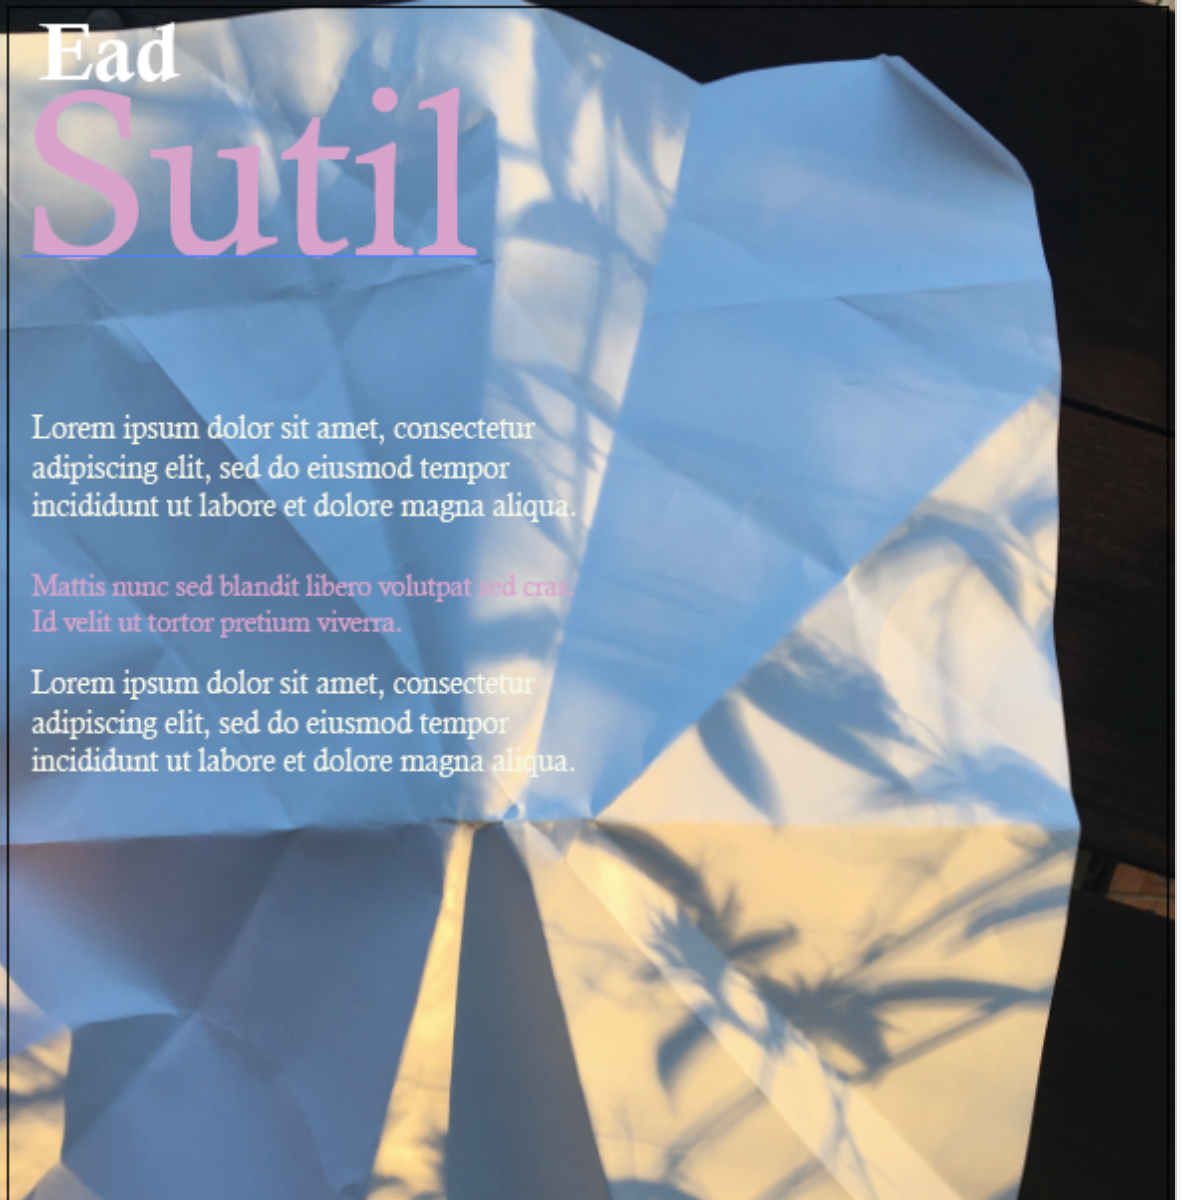 Ead
Sutil
Lorem ipsum dolor sit amet, consectetur
adipiscing elit, sed do eiusmod tempor
incididunt ut labore et dolore magna aliqua.
Mattis nunc sed blandit libero volutpat sed cras.
Id velit ut tortor pretium viverra.
Lorem ipsum dolor sit amet, consectetur
adipiscing elit, sed do eiusmod tempor
incididunt ut labore et dolore magna aliqua.